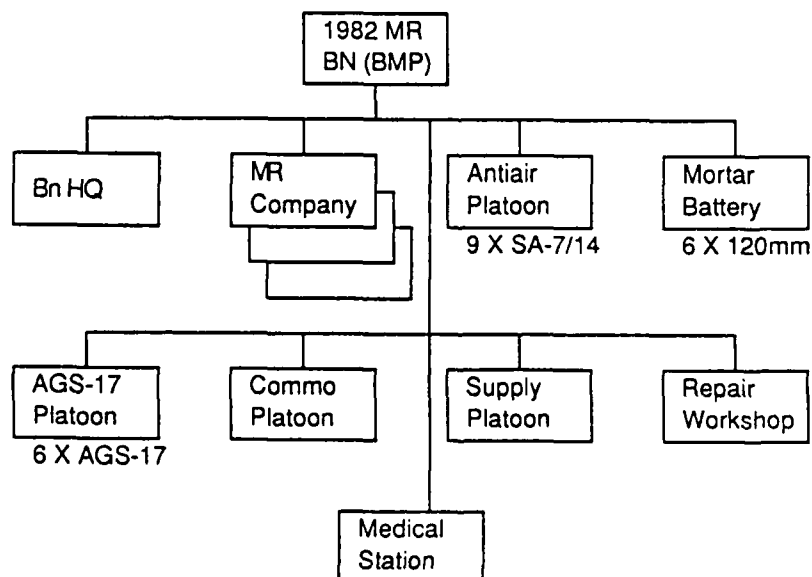 1982 MR
BN (BMP)
Bn HQ
MR
Company
Antiair
Platoon
9 X SA-7/14
Mortar
Battery
6 X 120mm
AGS-17
Platoon
6 X AGS-17
Commo
Platoon
Supply
Platoon
Repair
Workshop
Medical
Station